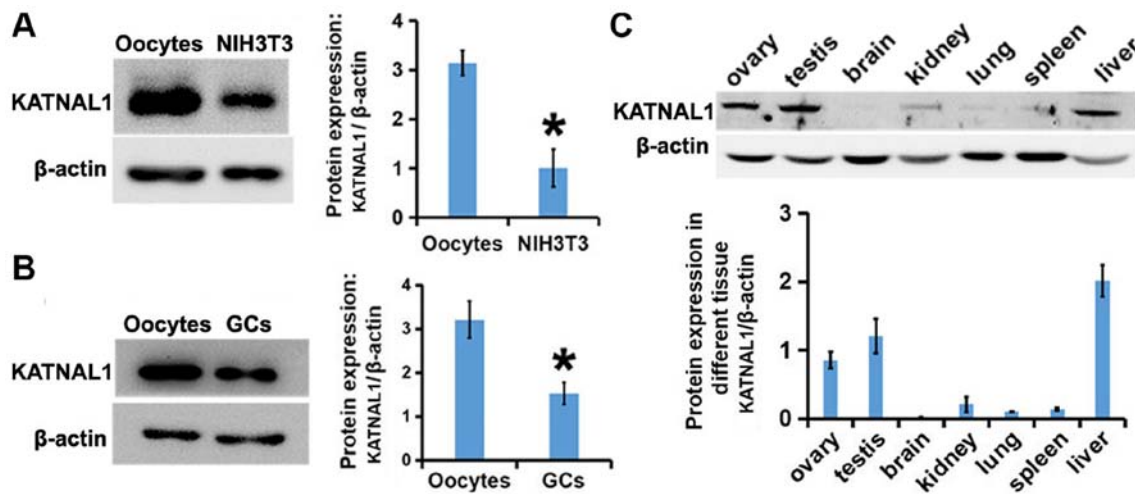 A
Oocytes NIH3T3
KATNAL1
β-actin
Protein expreesion:
KATNAL1/ β-actin
4
3
2
1
0
*
Oocytes NIH3T3
B
Oocytes GCs
KATNAL1
β-actin
Protein expression:
KATNAL1/β-actin
4
3
2
1
0
*
Oocytes GCs
C
ovary testis brain kidney lung spleen liver
KATNAL1
β-actin
Protein expression in
different tissue
KATNAL1/β-actin
3
2
1
0
ovary testis brain kidney lung spleen liver